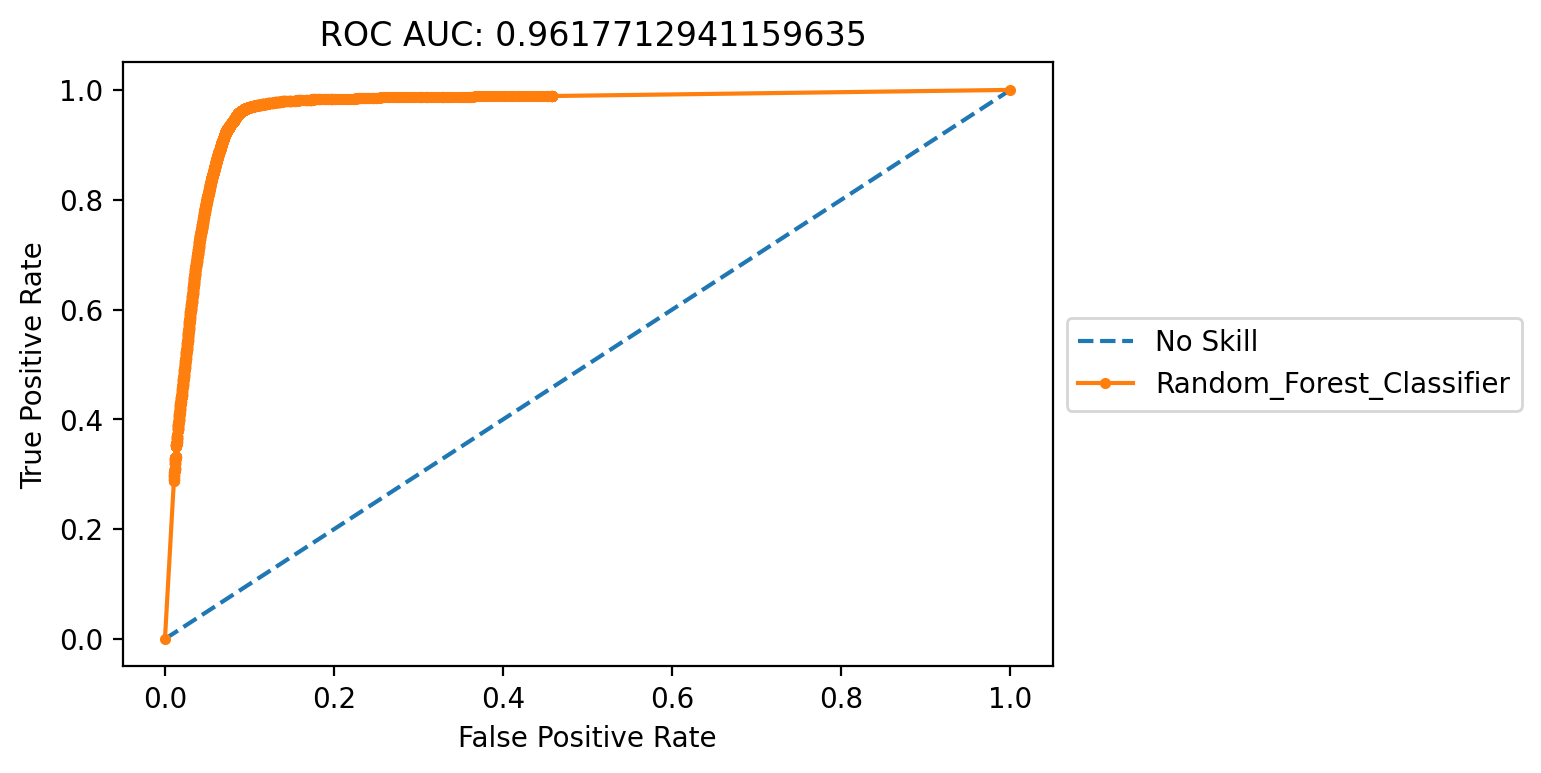 ROC AUC: 0.9617712941159635
1.0
0.8
0.6
0.4
0.2
0.0
True Positive Rate
0.0 0.2 0.4 0.6 0.8 1.0
False Positive Rate
No Skill
Random_Forest_Classifier